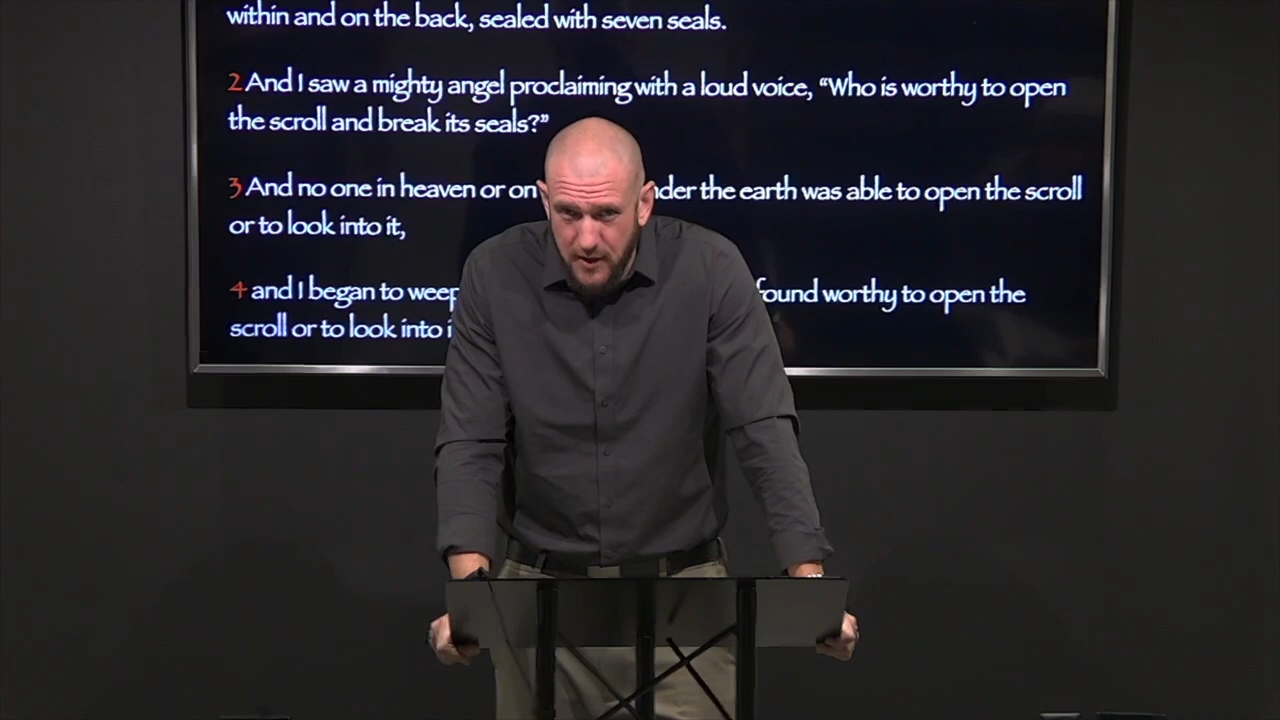 within and on the back, sealed with seven seals.
2 And I saw a mighty angel proclaiming with a loud voice, “Who is worthy to open
the scroll and break its seals?”
3 And no one in heaven or on the earth was able to open the scroll
or to look into it,
4 and I began to weep found worthy to open the
scroll or to look into